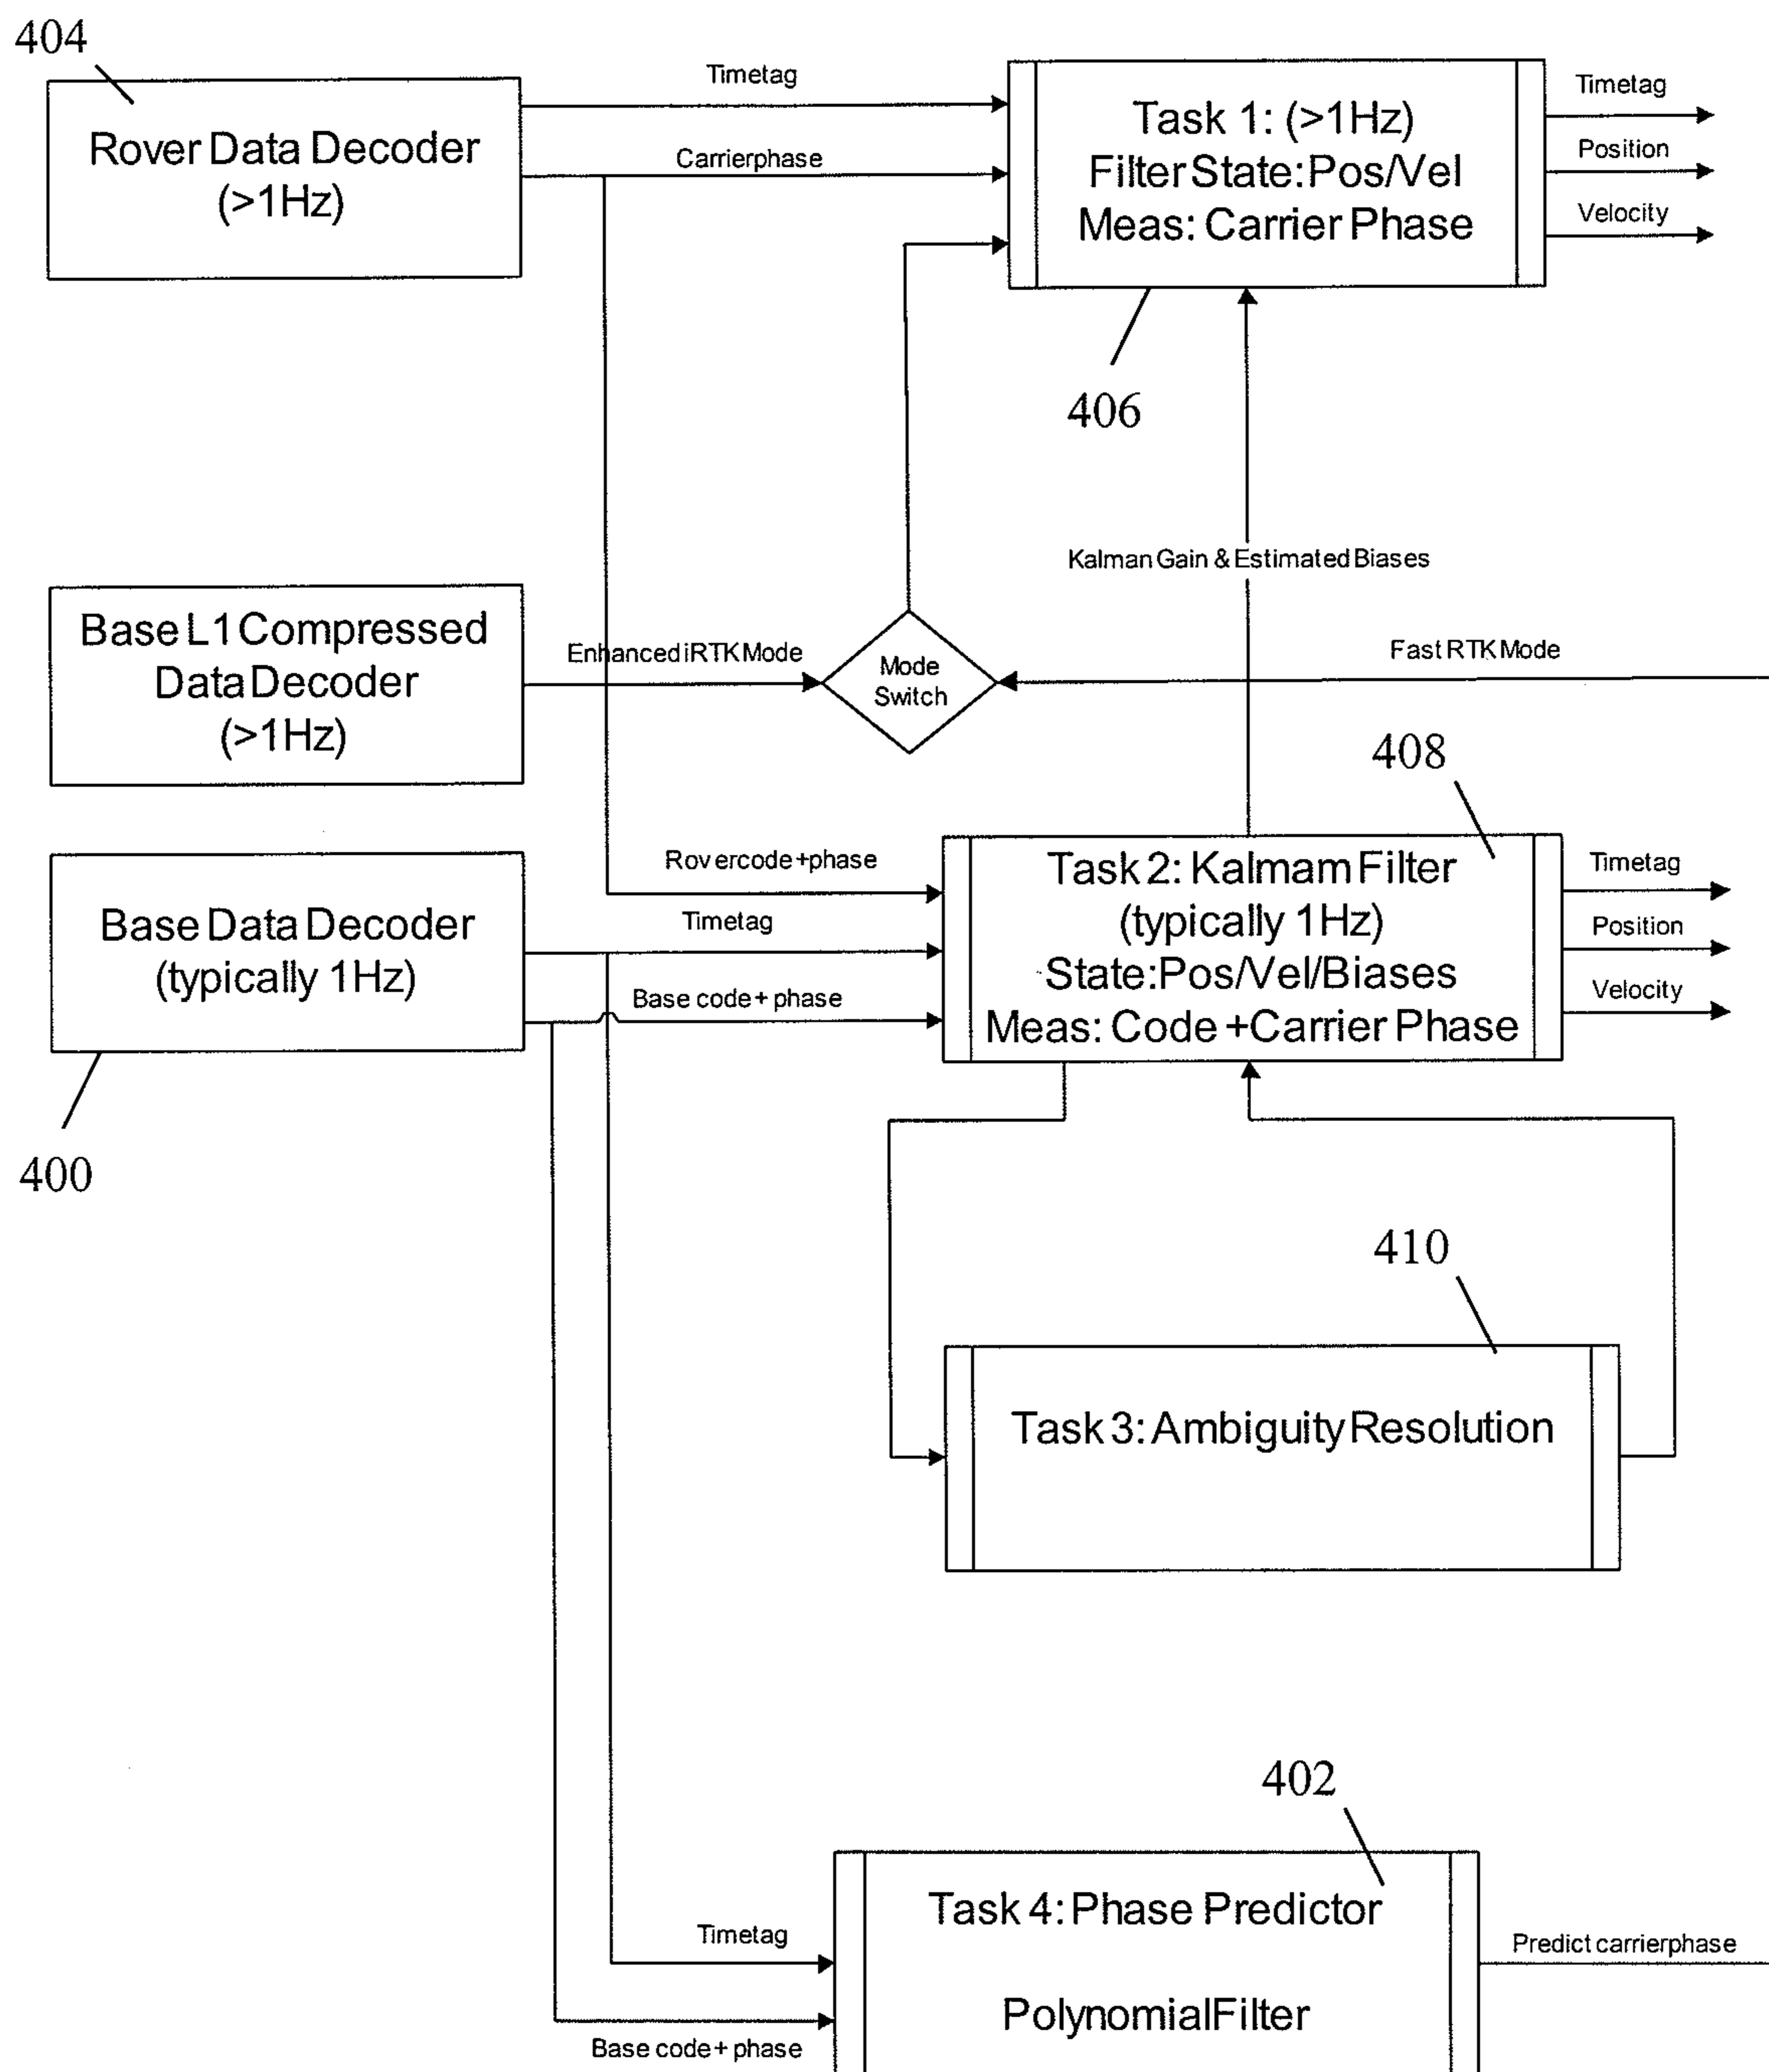 404
Rover Data Decoder
(>1Hz)
Timetag
Carrierphase
Task 1: (>1Hz)
Filter State: Pos/Vel
Meas: Carrier Phase
Timetag
Position
Velocity
406
Kalman Gain & Estimated Biases
Base L1 Compressed
Data Decoder
(>1Hz)
Enhanced iRTK Mode
Mode
Switch
Fast RTK Mode
408
Base Data Decoder
(typically 1Hz)
400
Rover code+phase
Timetag
Base code + phase
Task 2: Kalmam Filter
(typically 1Hz)
State: Pos/Vel/Biases
Meas: Code + Carrier Phase
Timetag
Position
Velocity
410
Task 3: Ambiguity Resolution
402
Timetag
Base code + phase
Task 4: Phase Predictor
Polynomial Filter
Predict carrierphase